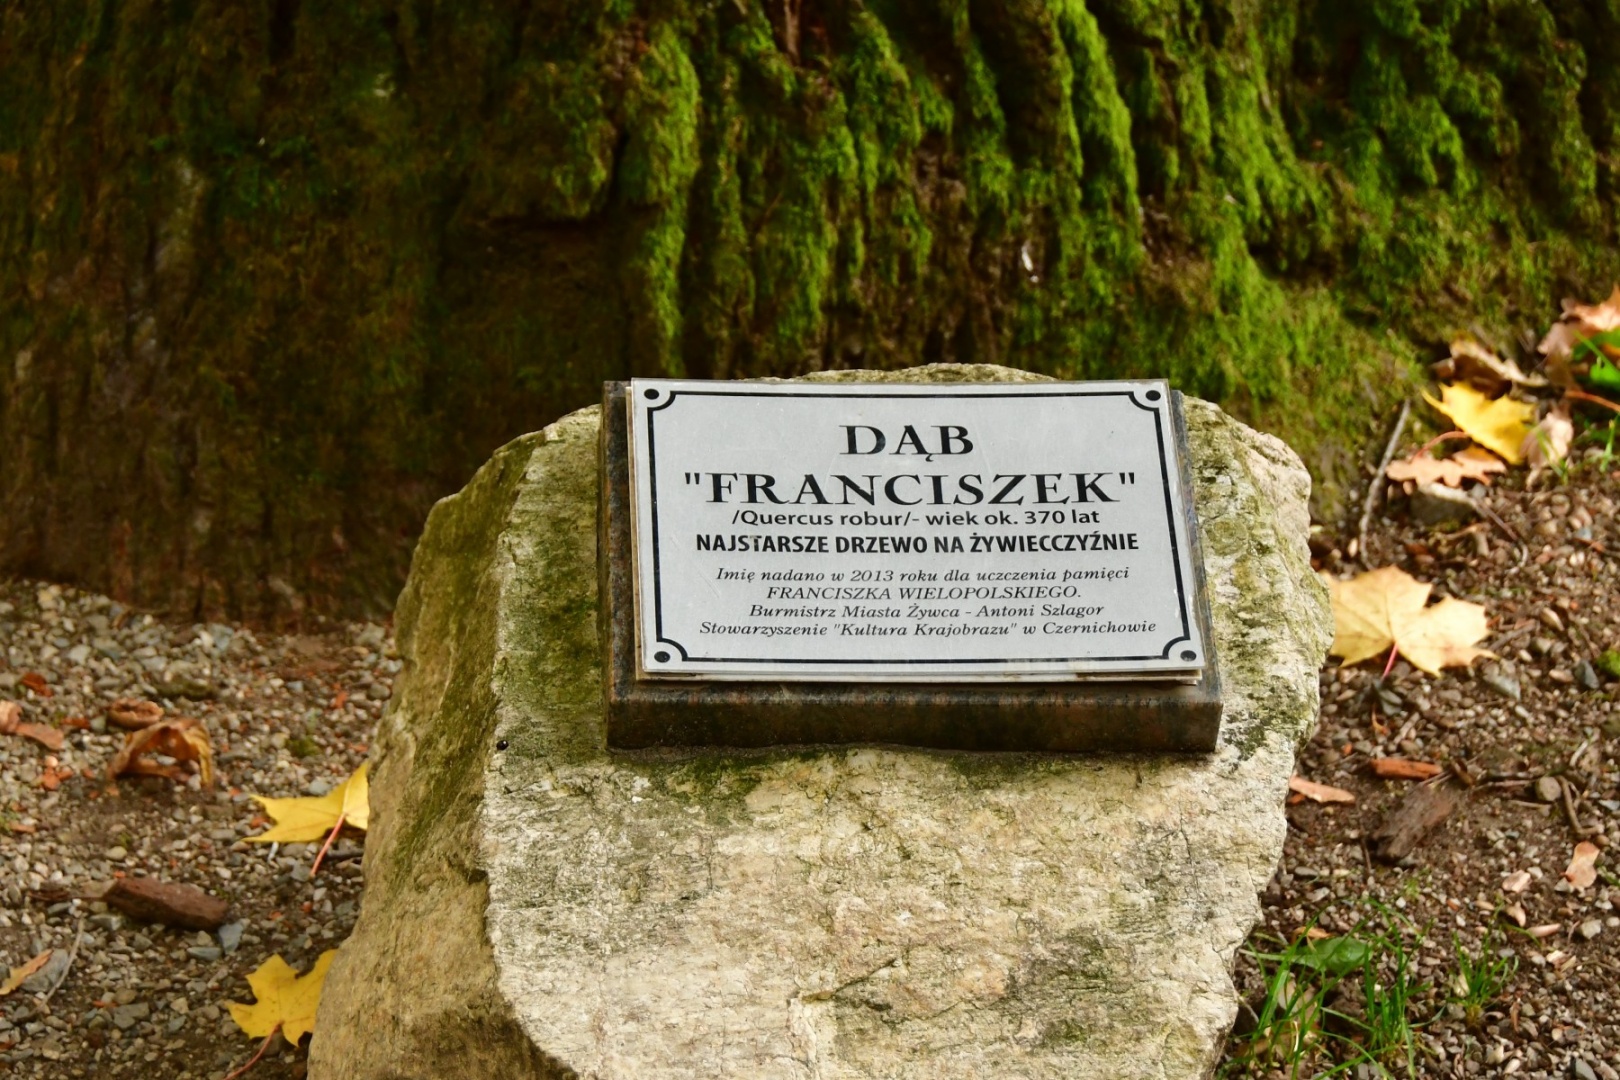 DĄB
"FRANCISZEK"
/Quercus robur/- wiek ok. 370 lat
NAJSTARSZE DRZEWO NA ŻYWIECCZYŹNIE
Imię nadano w 2013 roku dla uczczenia pamięci
FRANCISZKA WIELOPOLSKIEGO.
Burmistrz Miasta Żywca - Antoni Szlagor
Stowarzyszenie "Kultura Krajobrazu" w Czernichowie